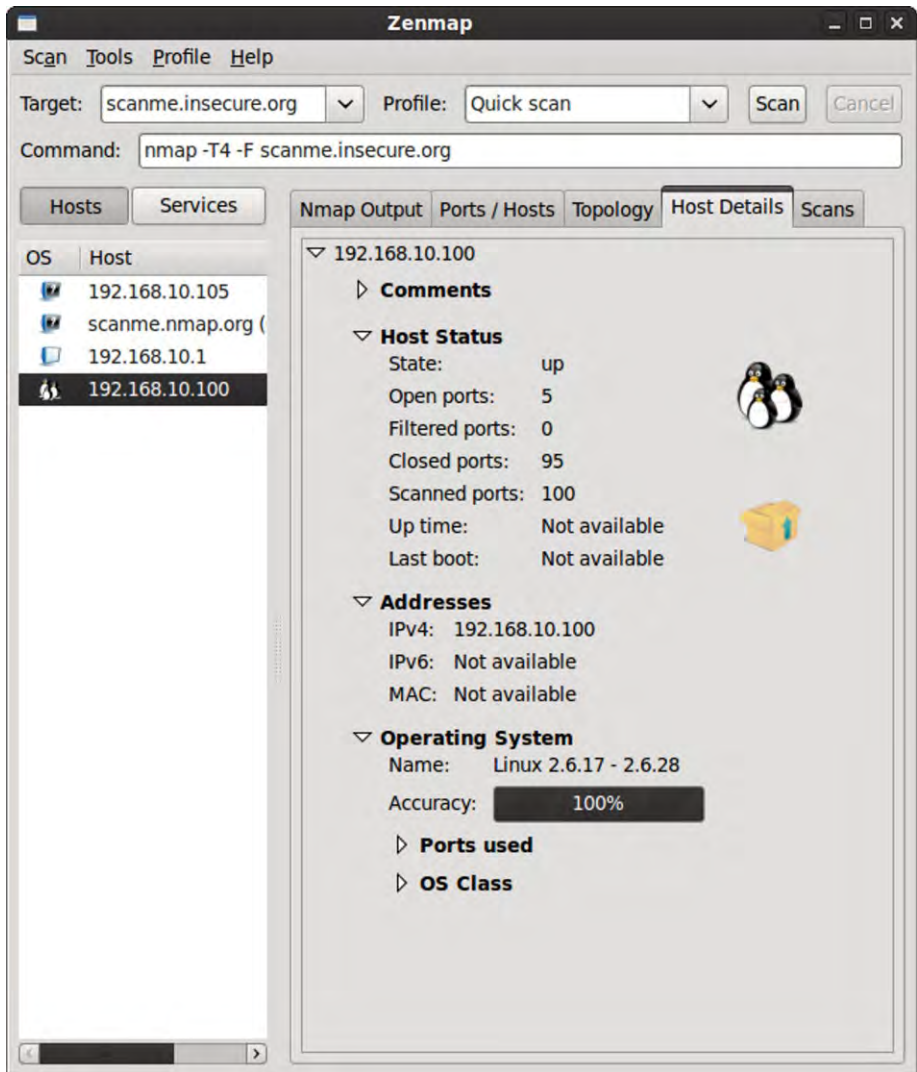 Zenmap
Scan Tools Profile Help
Target: scanme.insecure.org Profile: Quick scan Scan Cancel
Command: nmap -T4 -F scanme.insecure.org
Hosts Services
Nmap Output Ports / Hosts Topology Host Details Scans
OS Host
192.168.10.105
scanme.nmap.org (
192.168.10.1
192.168.10.100
192.168.10.100
Comments
Host Status
State: up
Open ports: 5
Filtered ports: 0
Closed ports: 95
Scanned ports: 100
Up time: Not available
Last boot: Not available
Addresses
IPv4: 192.168.10.100
IPv6: Not available
MAC: Not available
Operating System
Name: Linux 2.6.17 - 2.6.28
Accuracy: 100%
Ports used
OS Class